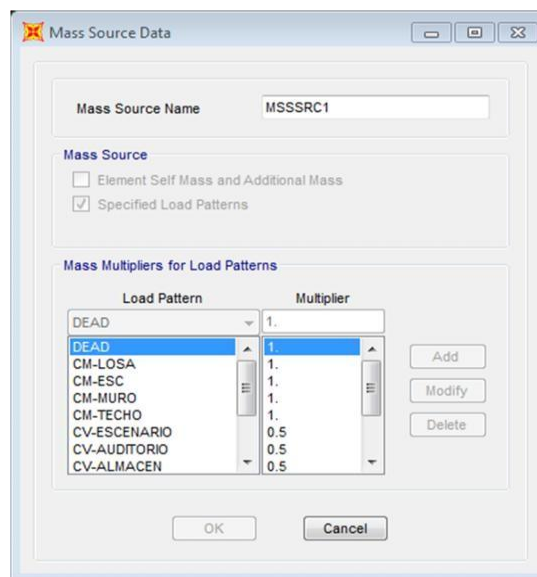 Mass Source Data
Mass Source Name MSSSRC1
Mass Source
Element Self Mass and Additional Mass
Specified Load Patterns
Mass Multipliers for Load Patterns
Load Pattern Multiplier
DEAD 1.
DEAD 1.
CM-LOSA 1.
CM-ESC 1.
CM-MURO 1.
CM-TECHO 1.
CV-ESCENARIO 0.5
CV-AUDITORIO 0.5
CV-ALMACEN 0.5
Add
Modify
Delete
OK Cancel